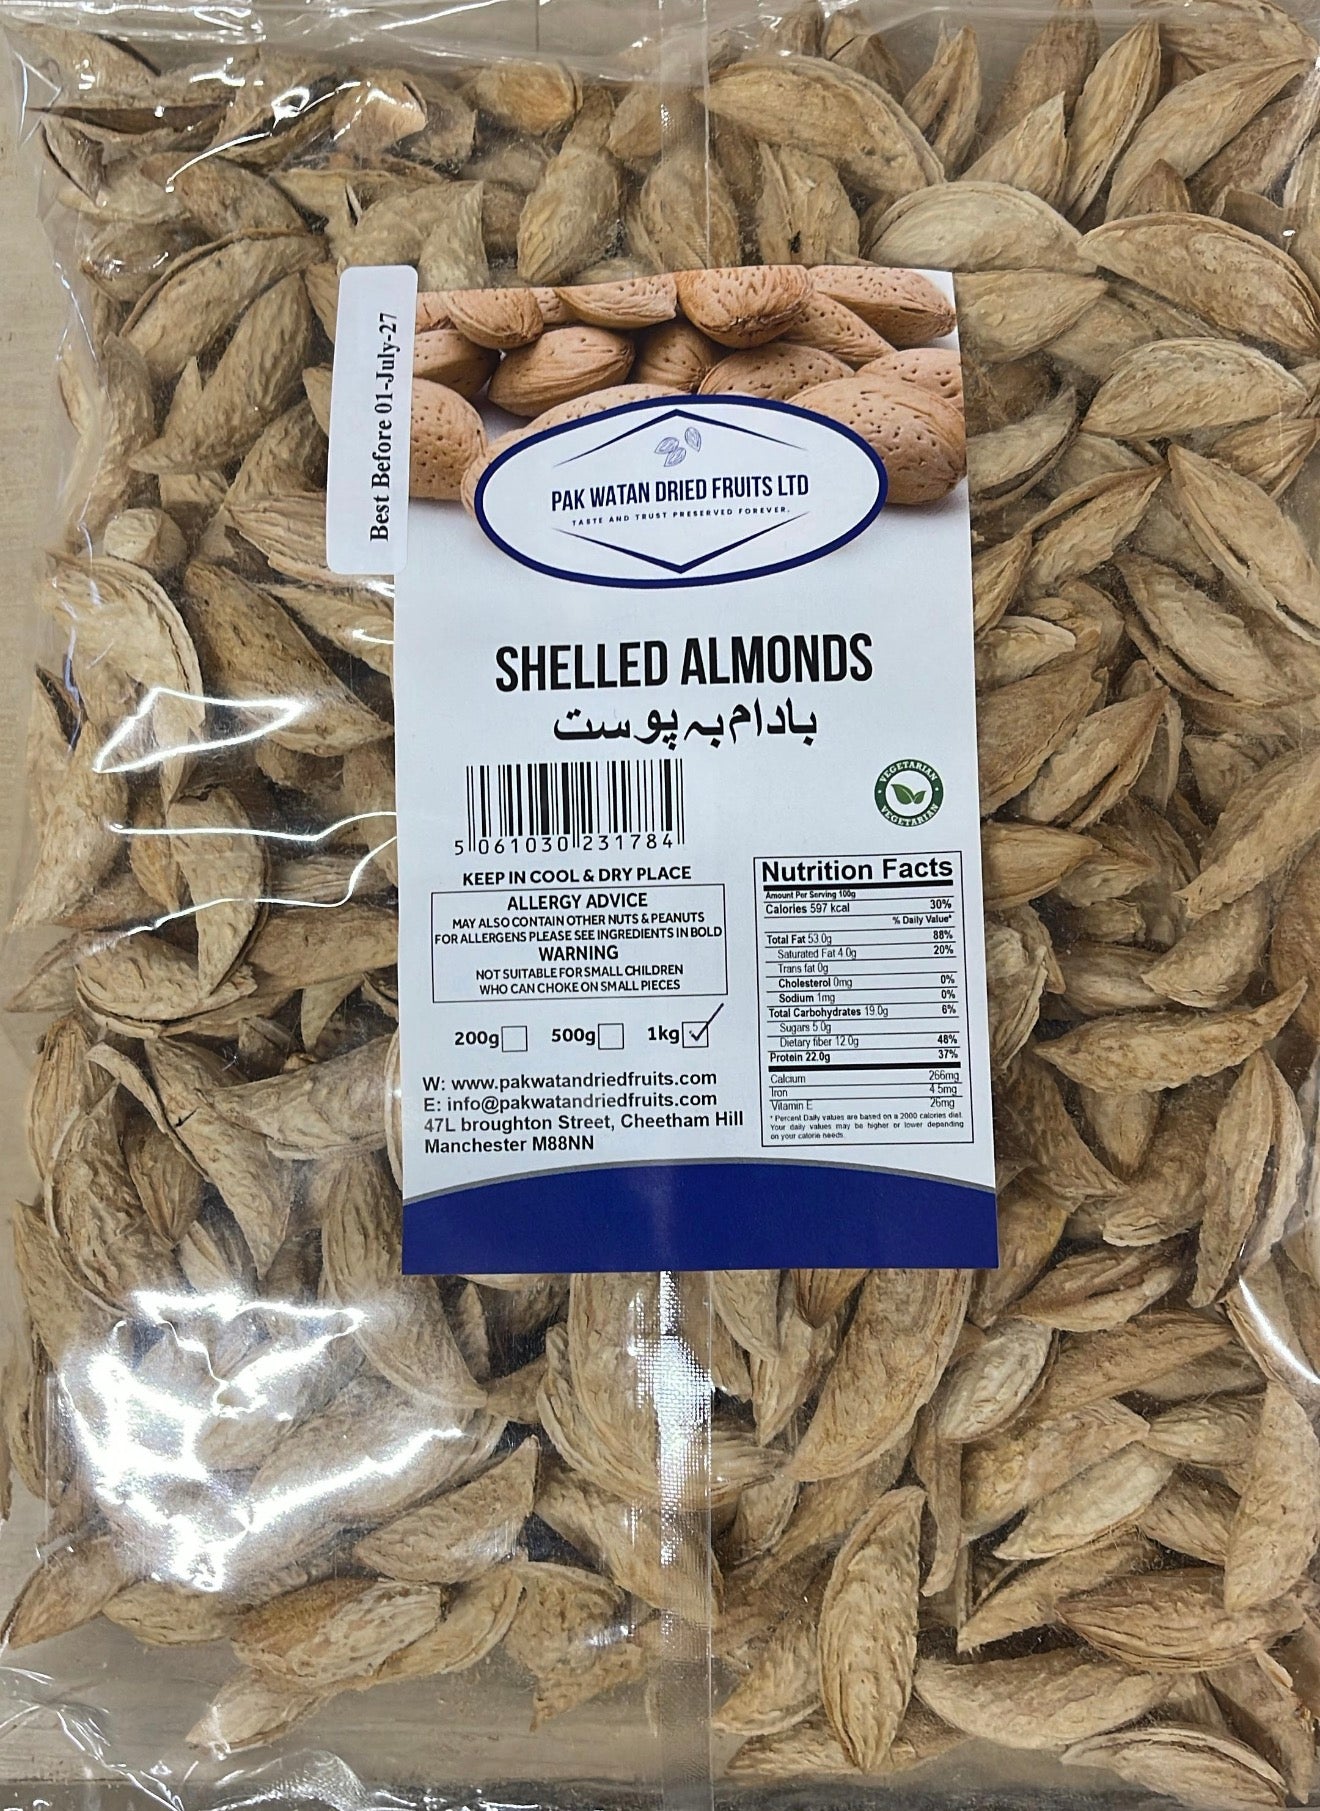 Best Before 01-July-27
PAK WATAN DRIED FRUITS LTD
TASTE AND TRUST PRESERVED FOREVER.
SHELLED ALMONDS
بادام بہ پوست
VEGETARIAN
VEGETARIAN
5 061030 231784
KEEP IN COOL & DRY PLACE
ALLERGY ADVICE
MAY ALSO CONTAIN OTHER NUTS & PEANUTS
FOR ALLERGENS PLEASE SEE INGREDIENTS IN BOLD
WARNING
NOT SUITABLE FOR SMALL CHILDREN
WHO CAN CHOKE ON SMALL PIECES
200g 500g 1kg
W: www.pakwatandriedfruits.com
E: info@pakwatandriedfruits.com
47L broughton Street, Cheetham Hill
Manchester M88NN
Nutrition Facts
Amount Per Serving 100g
Calories 597 kcal 30%
% Daily Value*
Total Fat 53.0g 88%
Saturated Fat 4.0g 20%
Trans fat 0g
Cholesterol 0mg 0%
Sodium 1mg 0%
Total Carbohydrates 19.0g 6%
Sugars 5.0g
Dietary fiber 12.0g 48%
Protein 22.0g 37%
Calcium 266mg
Iron 4.5mg
Vitamin E 26mg
* Percent Daily values are based on a 2000 calories diet.
Your daily values may be higher or lower depending
on your calorie needs.